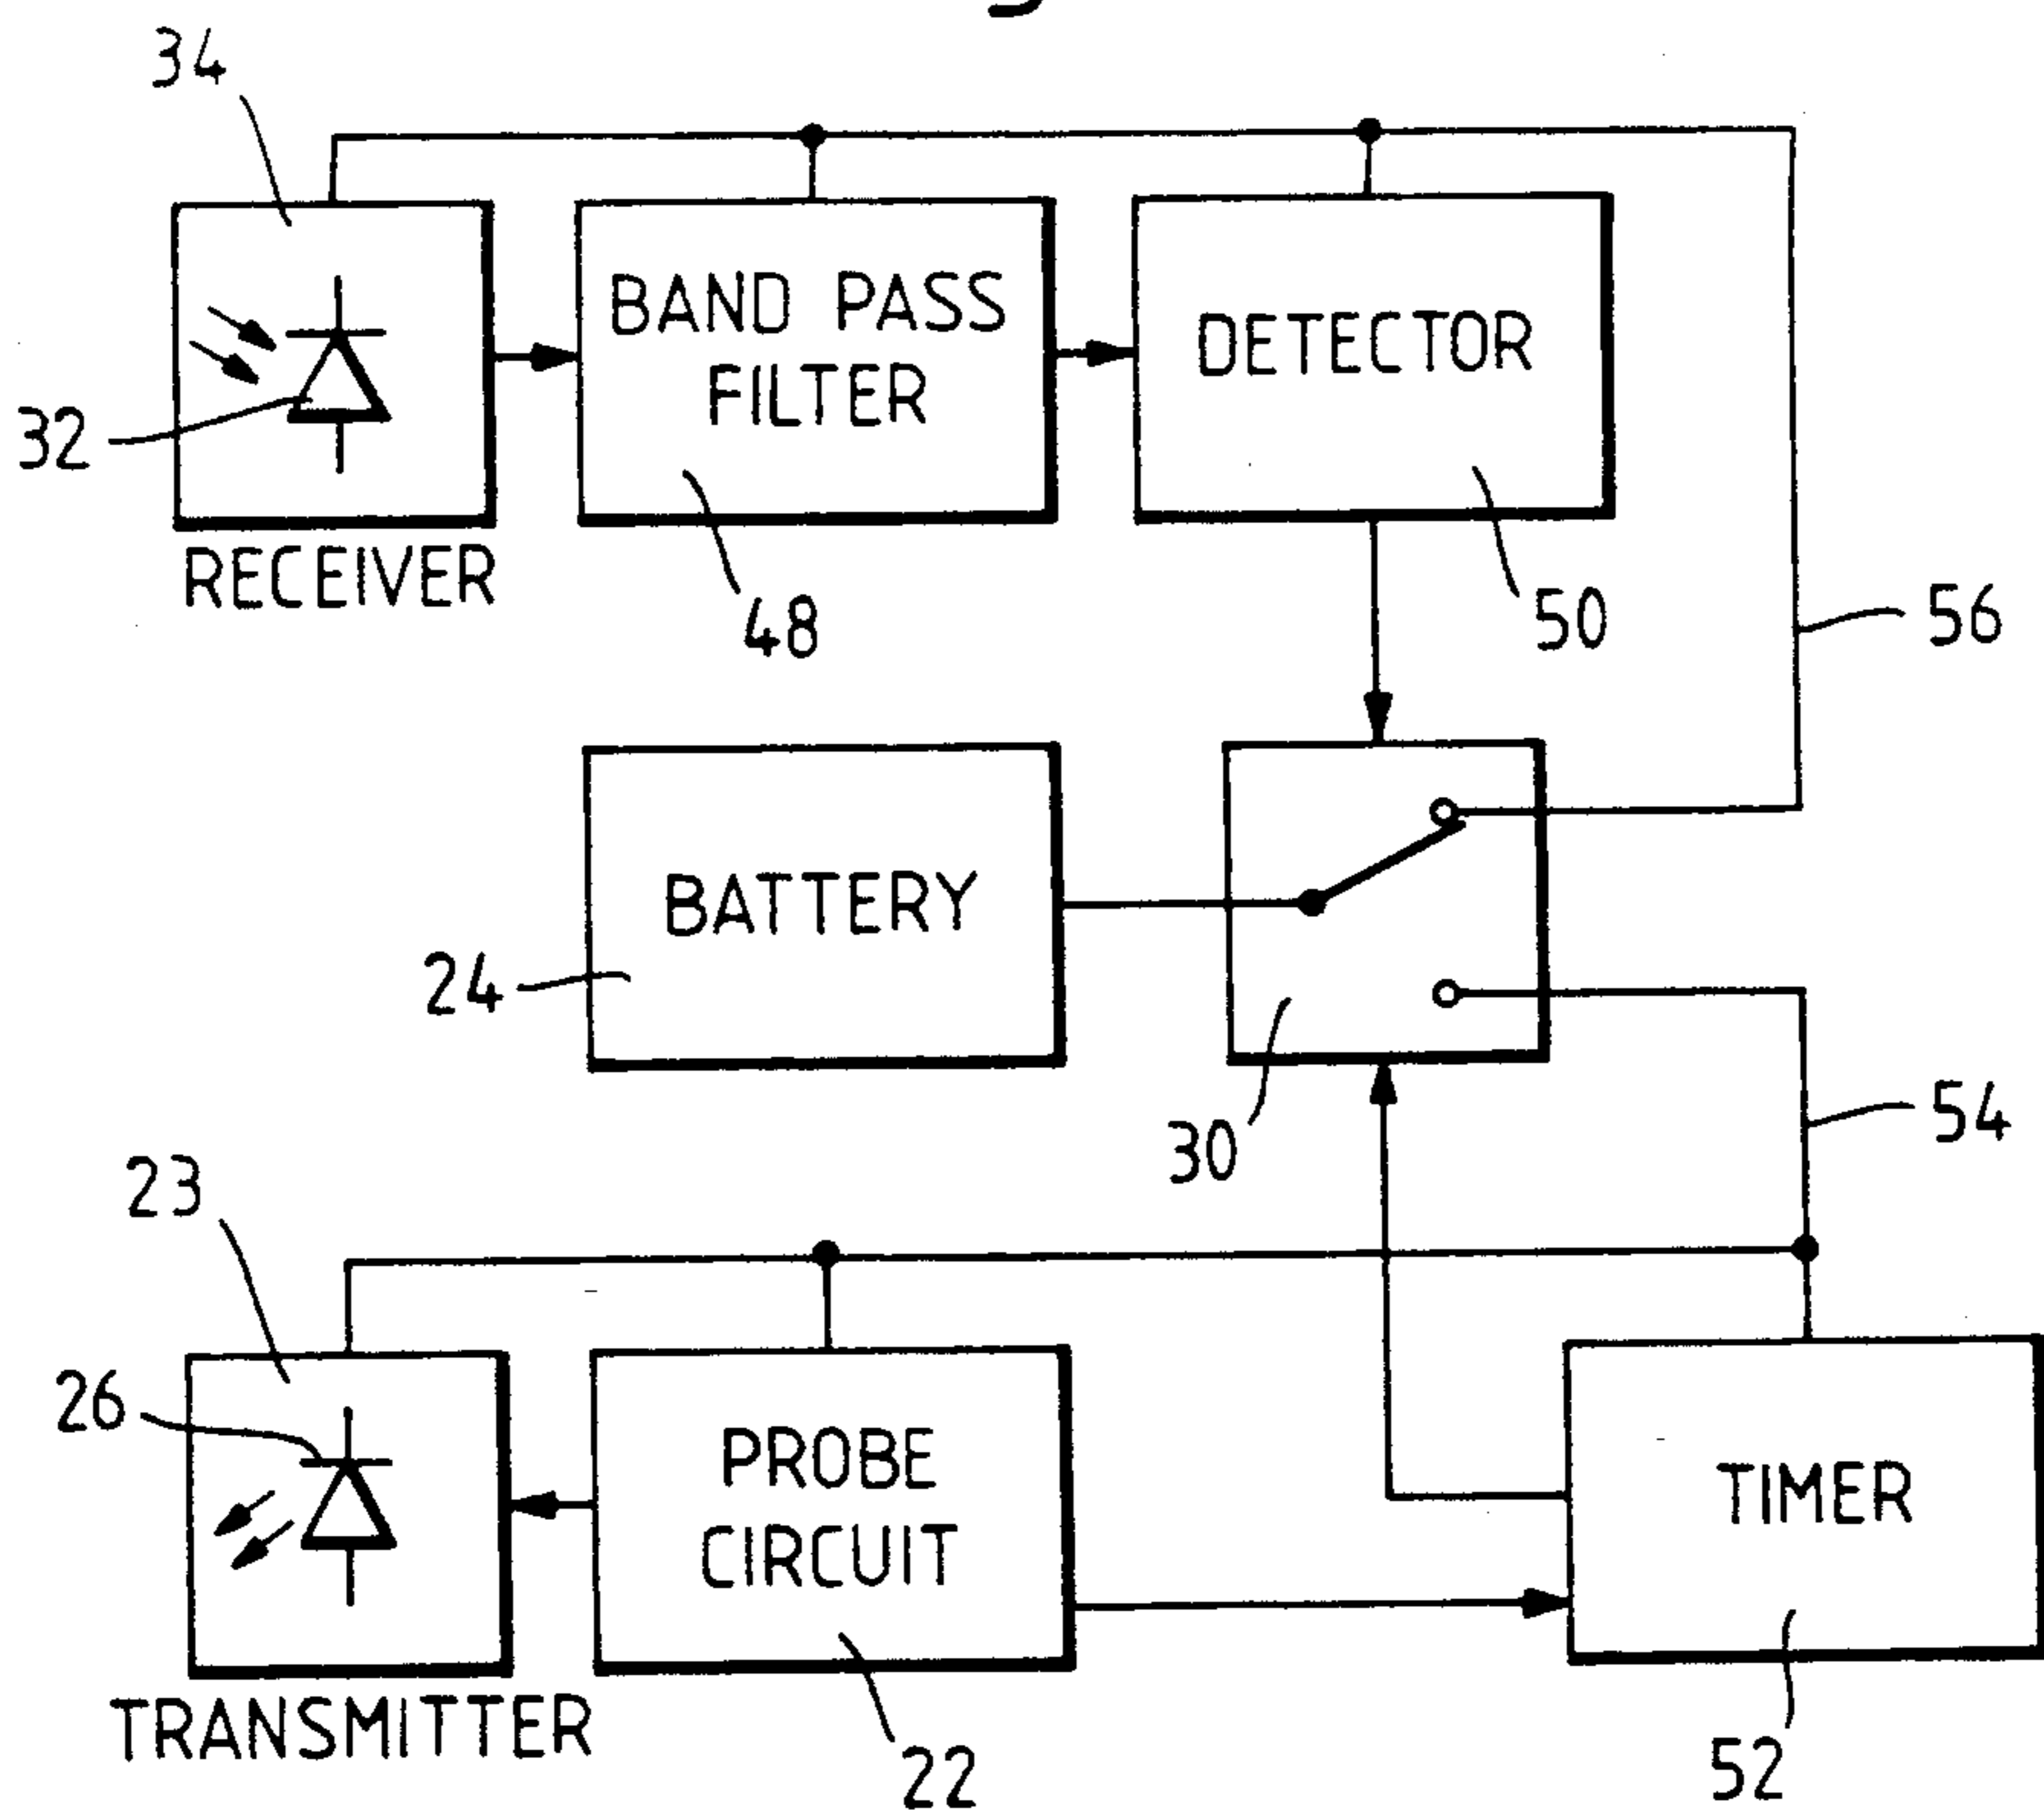 34
BAND PASS
FILTER
DETECTOR
32
RECEIVER
48
50
56
BATTERY
24
30
54
23
26
PROBE
CIRCUIT
TIMER
TRANSMITTER
22
52